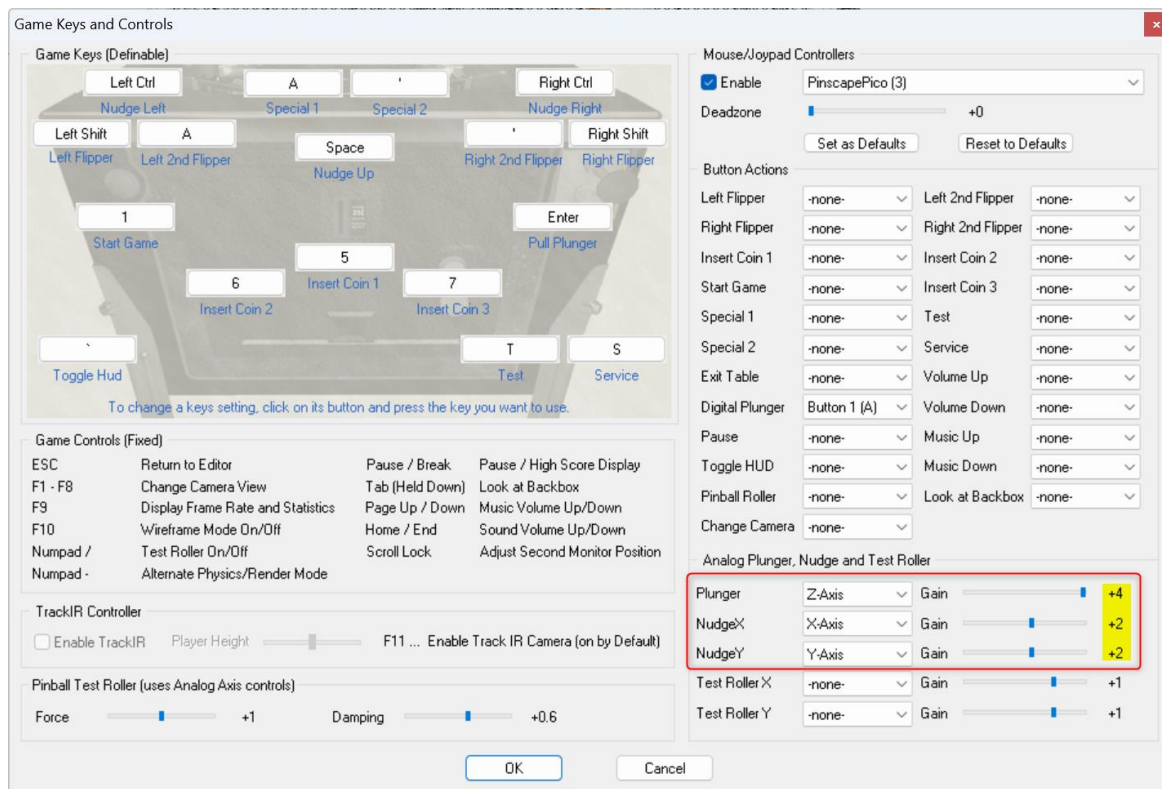 Game Keys and Controls
Game Keys (Definable)
Left Ctrl A ' Right Ctrl
Nudge Left Special 1 Special 2 Nudge Right
Left Shift A ' Right Shift
Left Flipper Left 2nd Flipper Space Right 2nd Flipper Right Flipper
Nudge Up
1 Enter
Start Game Pull Plunger
5
6 Insert Coin 1 7
Insert Coin 2 Insert Coin 3
` T S
Toggle Hud Test Service
To change a keys setting, click on its button and press the key you want to use.
Game Controls (Fixed)
ESC Return to Editor Pause / Break Pause / High Score Display
F1 - F8 Change Camera View Tab (Held Down) Look at Backbox
F9 Display Frame Rate and Statistics Page Up / Down Music Volume Up/Down
F10 Wireframe Mode On/Off Home / End Sound Volume Up/Down
Numpad / Test Roller On/Off Scroll Lock Adjust Second Monitor Position
Numpad - Alternate Physics/Render Mode
TrackIR Controller
Enable TrackIR Player Height F11 ... Enable Track IR Camera (on by Default)
Pinball Test Roller (uses Analog Axis controls)
Force +1 Damping +0.6
Mouse/Joypad Controllers
Enable PinscapePico (3)
Deadzone +0
Set as Defaults Reset to Defaults
Button Actions
Left Flipper -none- Left 2nd Flipper -none-
Right Flipper -none- Right 2nd Flipper -none-
Insert Coin 1 -none- Insert Coin 2 -none-
Start Game -none- Insert Coin 3 -none-
Special 1 -none- Test -none-
Special 2 -none- Service -none-
Exit Table -none- Volume Up -none-
Digital Plunger Button 1 (A) Volume Down -none-
Pause -none- Music Up -none-
Toggle HUD -none- Music Down -none-
Pinball Roller -none- Look at Backbox -none-
Change Camera -none-
Analog Plunger, Nudge and Test Roller
Plunger Z-Axis Gain +4
NudgeX X-Axis Gain +2
NudgeY Y-Axis Gain +2
Test Roller X -none- Gain +1
Test Roller Y -none- Gain +1
OK Cancel